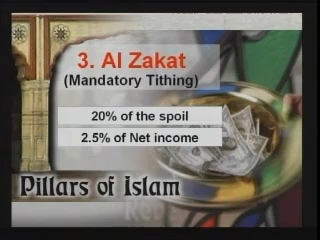 3. Al Zakat
(Mandatory Tithing)
20% of the spoil
2.5% of Net income
Pillars of Islam